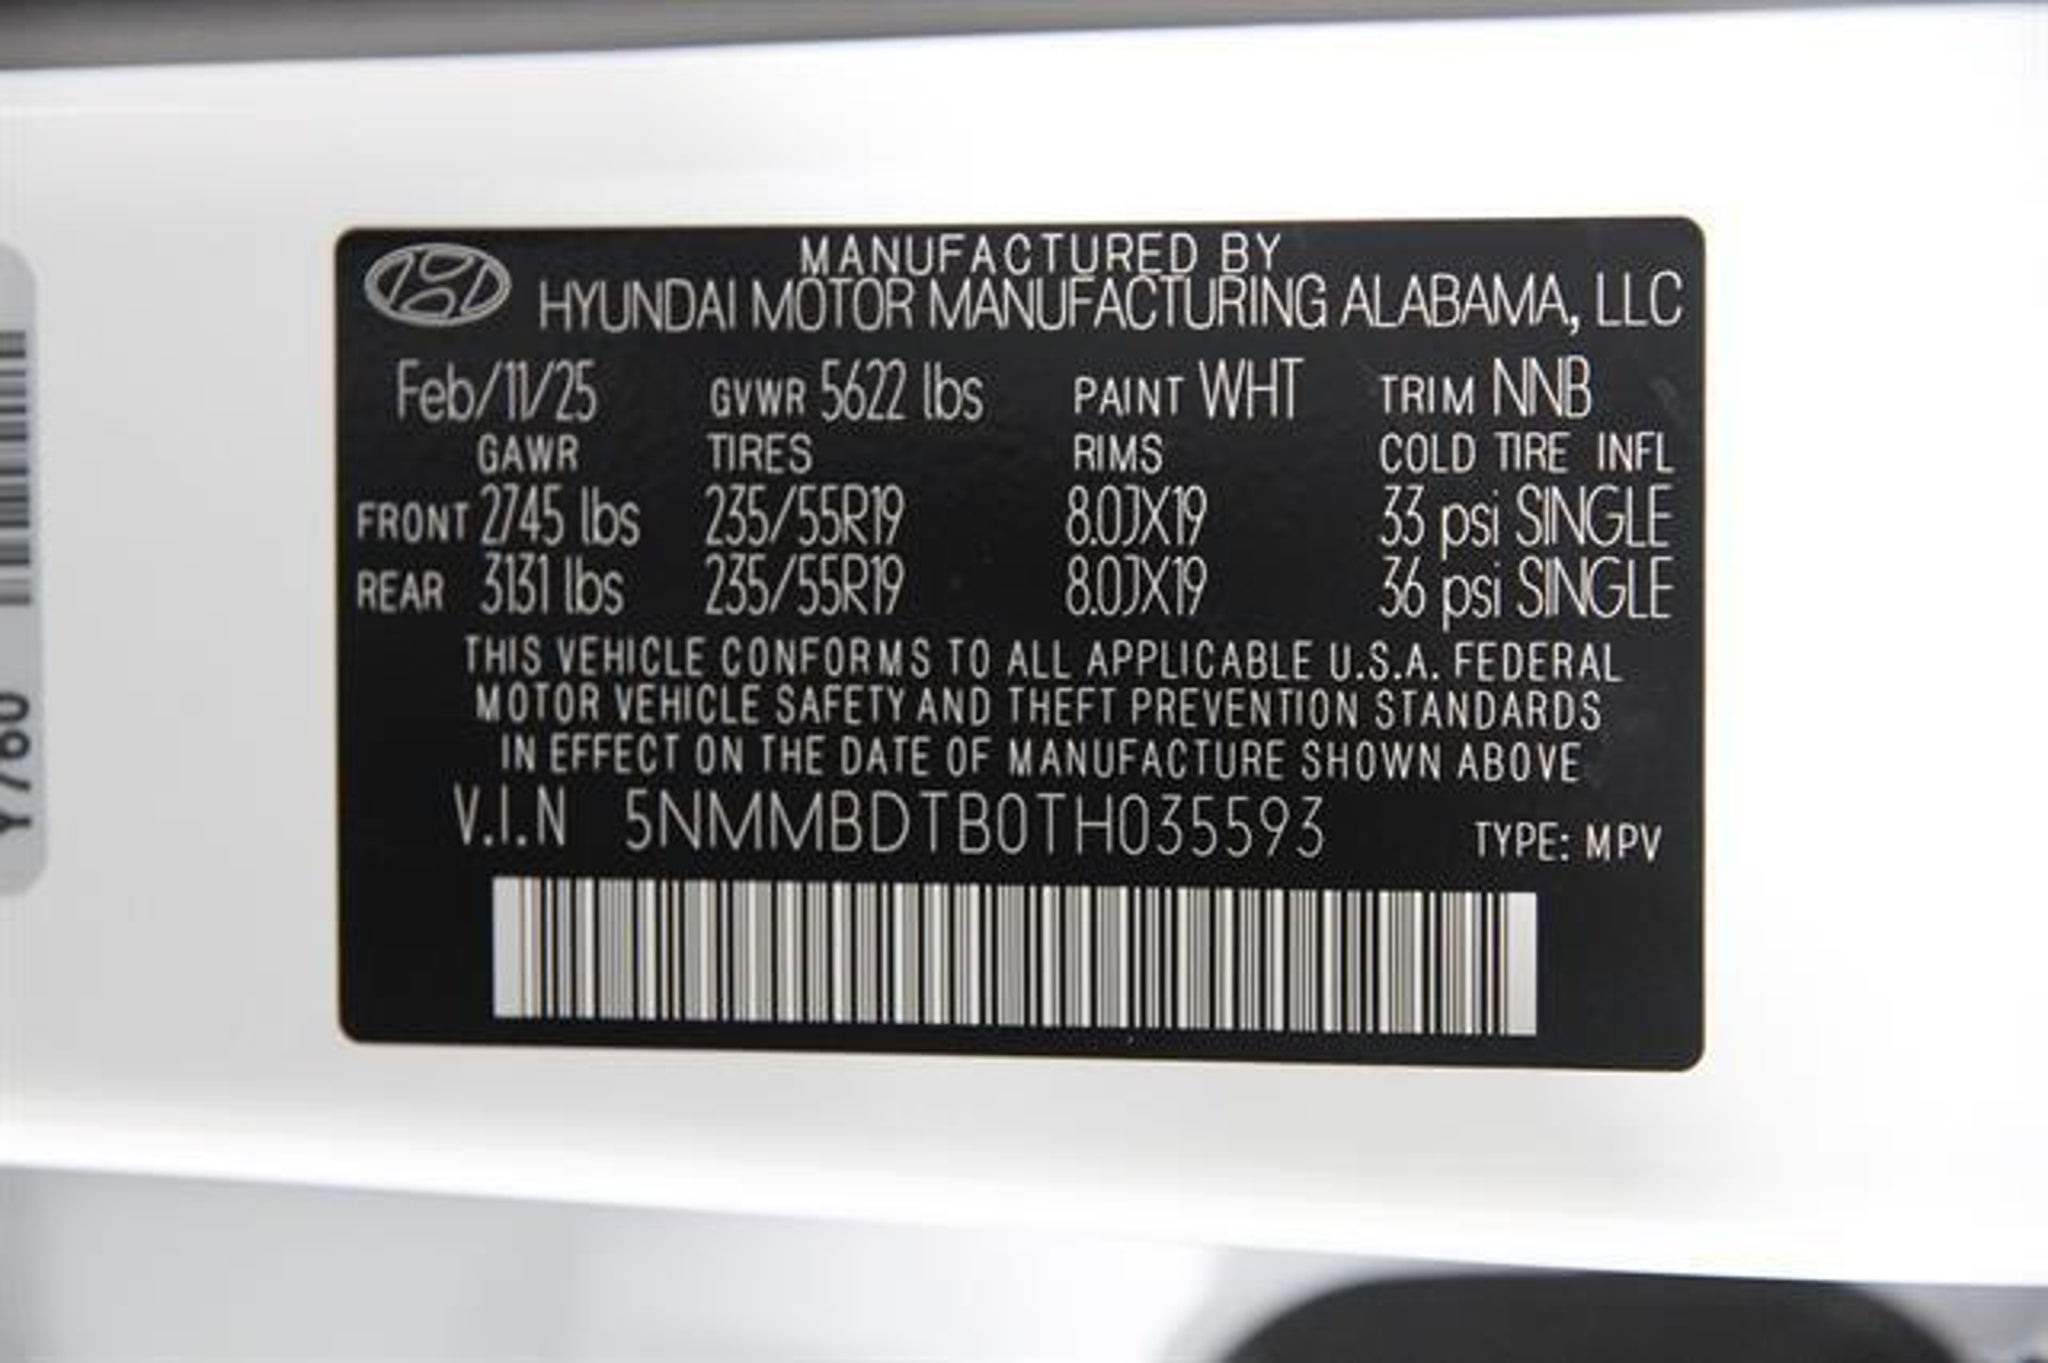 MANUFACTURED BY
HYUNDAI MOTOR MANUFACTURING ALABAMA, LLC
Feb/11/25 GVWR 5622 lbs PAINT WHT TRIM NNB
GAWR TIRES RIMS COLD TIRE INFL
FRONT 2745 lbs 235/55R19 8.0JX19 33 psi SINGLE
REAR 3131 lbs 235/55R19 8.0JX19 36 psi SINGLE
THIS VEHICLE CONFORMS TO ALL APPLICABLE U.S.A. FEDERAL
MOTOR VEHICLE SAFETY AND THEFT PREVENTION STANDARDS
IN EFFECT ON THE DATE OF MANUFACTURE SHOWN ABOVE
V.I.N 5NMMBDTB0TH035593 TYPE: MPV